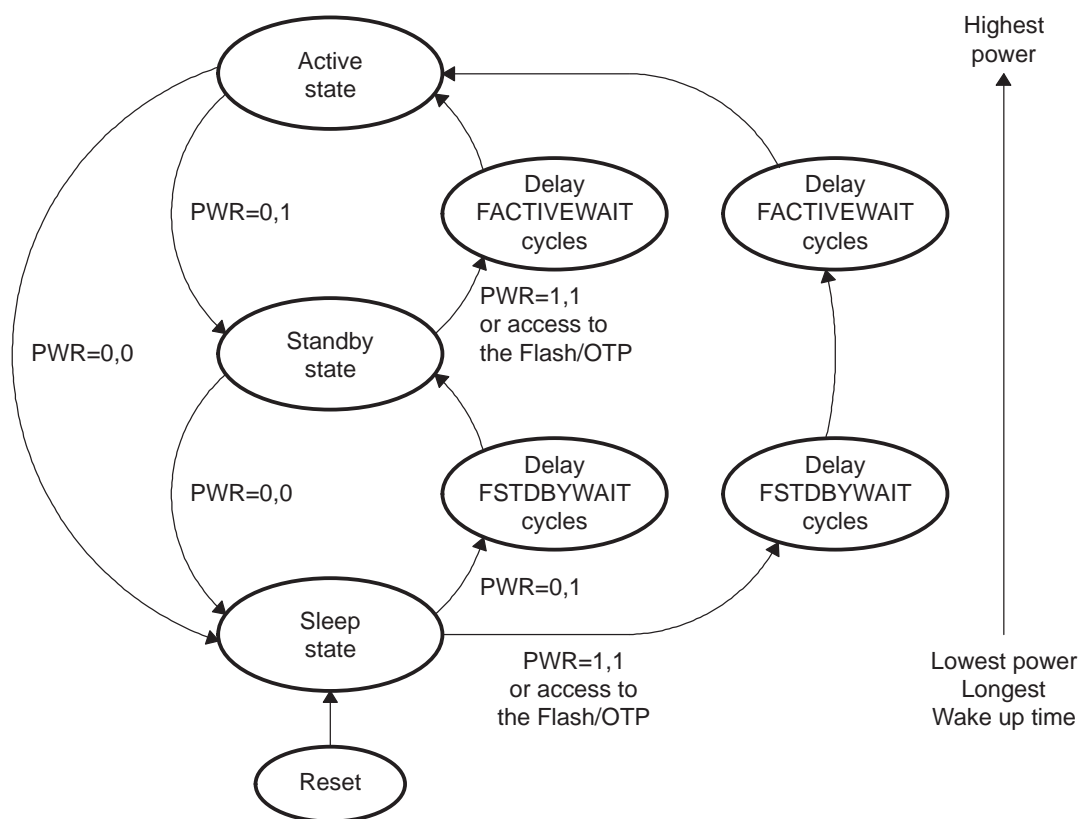 Highest
power
Active
state
Delay
FACTIVEWAIT
cycles
Delay
FACTIVEWAIT
cycles
PWR=0,1
PWR=1,1
or access to
the Flash/OTP
PWR=0,0
Standby
state
Delay
FSTDBYWAIT
cycles
Delay
FSTDBYWAIT
cycles
PWR=0,0
PWR=0,1
Sleep
state
PWR=1,1
or access to
the Flash/OTP
Lowest power
Longest
Wake up time
Reset